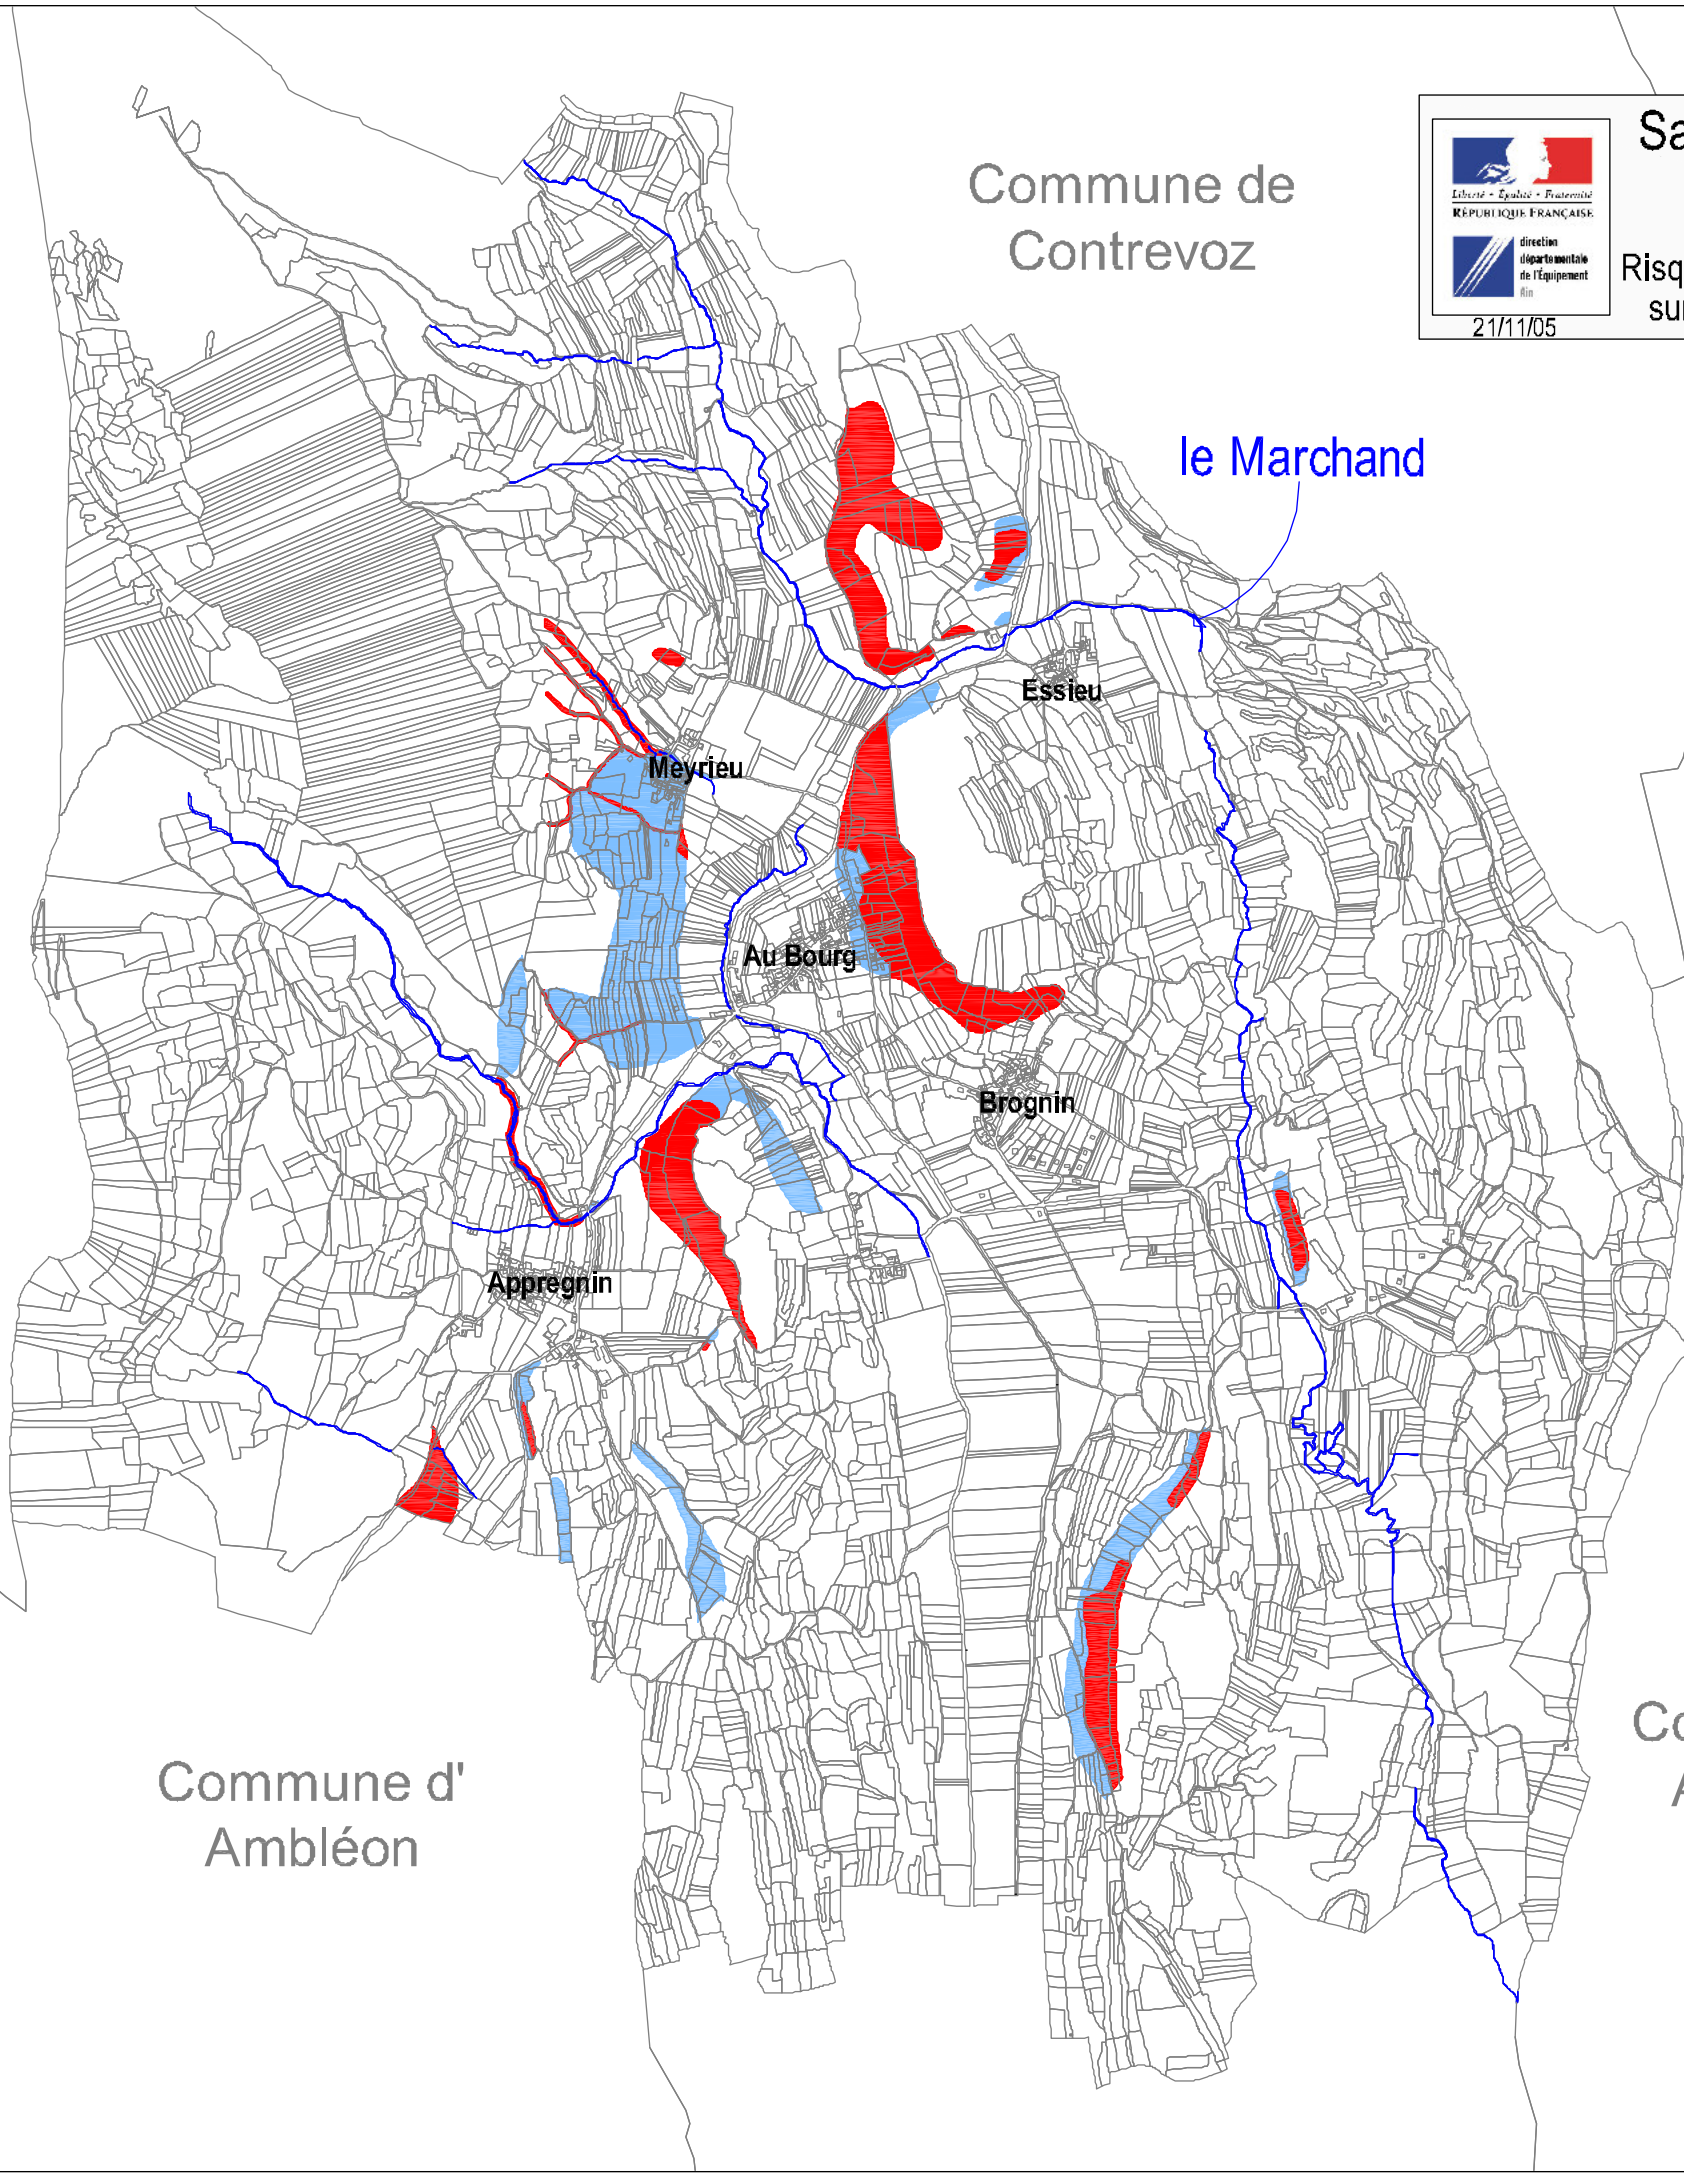 Commune de
Contrevoz
Sa
Liberté • Égalité • Fraternité
RÉPUBLIQUE FRANÇAISE
direction
départementale
de l'Équipement
Ain
21/11/05
Risq
su
le Marchand
Essieu
Meyrieu
Au Bourg
Brognin
Appregnin
Commune d'
Ambléon
Co
A